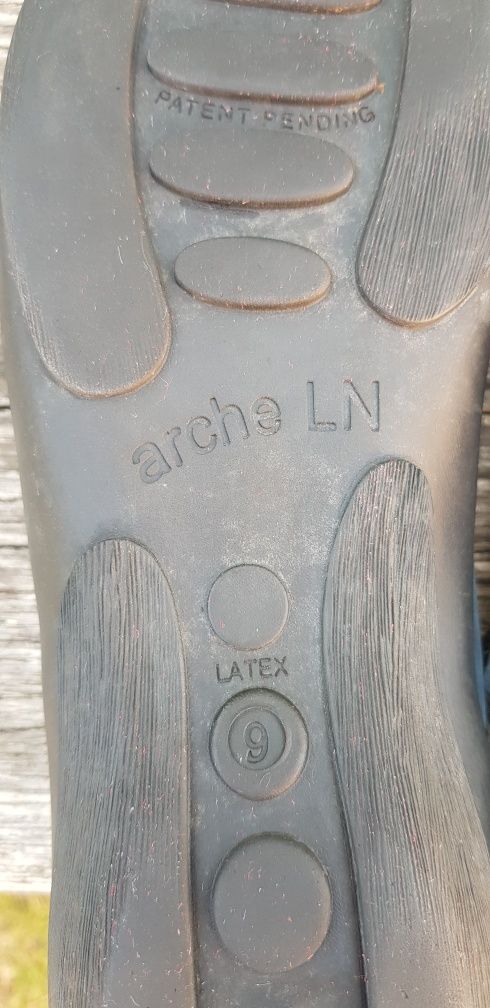 PATENT PENDING
arche LN
LATEX
9